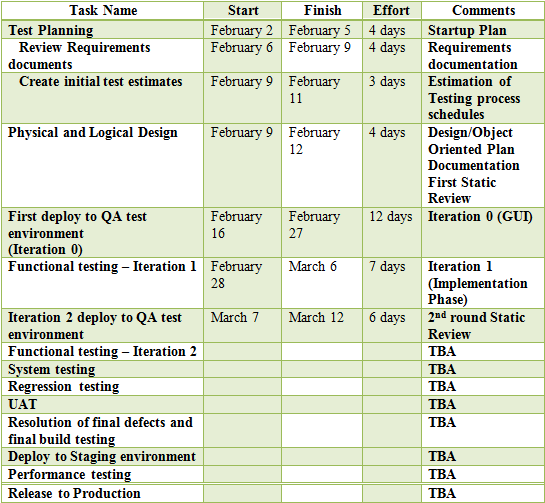 Task Name Start Finish Effort Comments
Test Planning February 2 February 5 4 days Startup Plan
Review Requirements February 6 February 9 4 days Requirements
documents documentation
Create initial test estimates February 9 February 3 days Estimation of
11 Testing process
schedules
Physical and Logical Design February 9 February 4 days Design/Object
12 Oriented Plan
Documentation
First Static
Review
First deploy to QA test February February 12 days Iteration 0 (GUI)
environment 16 27
(Iteration 0)
Functional testing – Iteration 1 February March 6 7 days Iteration 1
28 (Implementation
Phase)
Iteration 2 deploy to QA test March 7 March 12 6 days 2nd round Static
environment Review
Functional testing – Iteration 2 TBA
System testing TBA
Regression testing TBA
UAT TBA
Resolution of final defects and TBA
final build testing
Deploy to Staging environment TBA
Performance testing TBA
Release to Production TBA